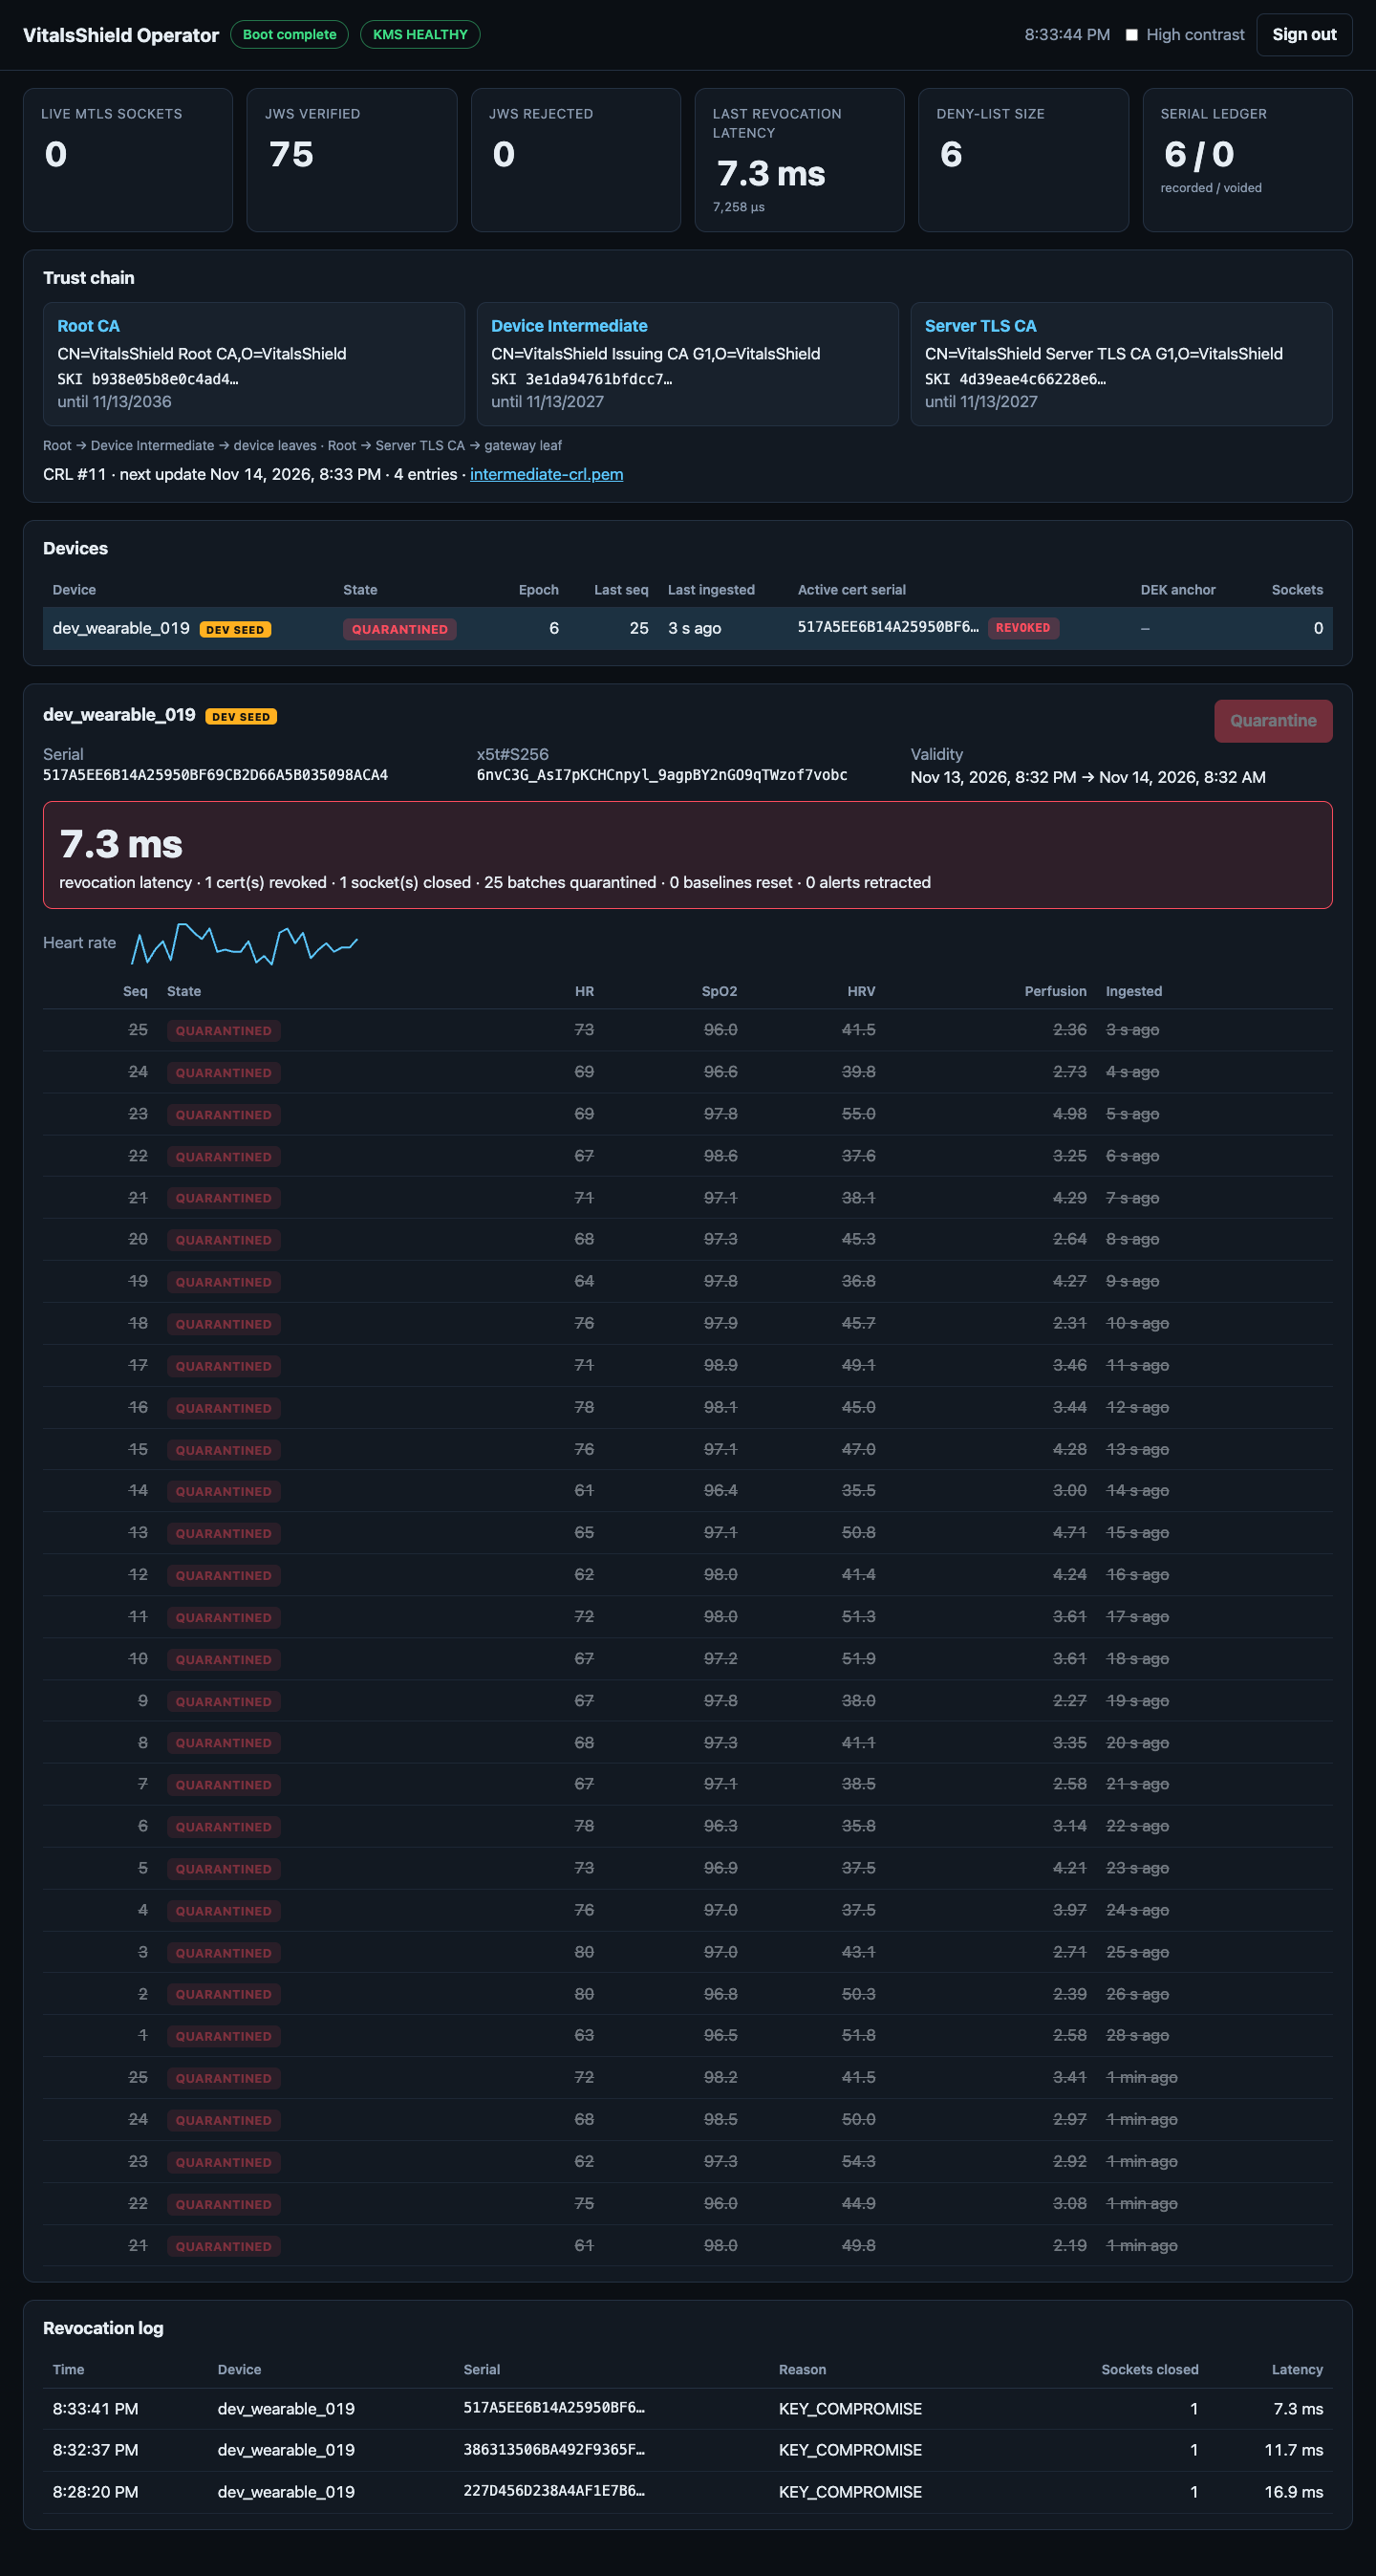 VitalsShield Operator Boot complete KMS HEALTHY 8:33:44 PM High contrast Sign out
LIVE MTLS SOCKETS
0
JWS VERIFIED
75
JWS REJECTED
0
LAST REVOCATION
LATENCY
7.3 ms
7,258 µs
DENY-LIST SIZE
6
SERIAL LEDGER
6 / 0
recorded / voided
Trust chain
Root CA
CN=VitalsShield Root CA,O=VitalsShield
SKI b938e05b8e0c4ad4…
until 11/13/2036
Device Intermediate
CN=VitalsShield Issuing CA G1,O=VitalsShield
SKI 3e1da94761bfdcc7…
until 11/13/2027
Server TLS CA
CN=VitalsShield Server TLS CA G1,O=VitalsShield
SKI 4d39eae4c66228e6…
until 11/13/2027
Root → Device Intermediate → device leaves · Root → Server TLS CA → gateway leaf
CRL #11 · next update Nov 14, 2026, 8:33 PM · 4 entries · intermediate-crl.pem
Devices
Device State Epoch Last seq Last ingested Active cert serial DEK anchor Sockets
dev_wearable_019 DEV SEED QUARANTINED 6 25 3 s ago 517A5EE6B14A25950BF6… REVOKED – 0
dev_wearable_019 DEV SEED Quarantine
Serial
517A5EE6B14A25950BF69CB2D66A5B035098ACA4
x5t#S256
6nvC3G_AsI7pKCHCnpyl_9agpBY2nGO9qTWzof7vobc
Validity
Nov 13, 2026, 8:32 PM → Nov 14, 2026, 8:32 AM
7.3 ms
revocation latency · 1 cert(s) revoked · 1 socket(s) closed · 25 batches quarantined · 0 baselines reset · 0 alerts retracted
Heart rate
Seq State HR SpO2 HRV Perfusion Ingested
25 QUARANTINED 73 96.0 41.5 2.36 3 s ago
24 QUARANTINED 69 96.6 39.8 2.73 4 s ago
23 QUARANTINED 69 97.8 55.0 4.98 5 s ago
22 QUARANTINED 67 98.6 37.6 3.25 6 s ago
21 QUARANTINED 71 97.1 38.1 4.29 7 s ago
20 QUARANTINED 68 97.3 45.3 2.64 8 s ago
19 QUARANTINED 64 97.8 36.8 4.27 9 s ago
18 QUARANTINED 76 97.9 45.7 2.31 10 s ago
17 QUARANTINED 71 98.9 49.1 3.46 11 s ago
16 QUARANTINED 78 98.1 45.0 3.44 12 s ago
15 QUARANTINED 76 97.1 47.0 4.28 13 s ago
14 QUARANTINED 61 96.4 35.5 3.00 14 s ago
13 QUARANTINED 65 97.1 50.8 4.71 15 s ago
12 QUARANTINED 62 98.0 41.4 4.24 16 s ago
11 QUARANTINED 72 98.0 51.3 3.61 17 s ago
10 QUARANTINED 67 97.2 51.9 3.61 18 s ago
9 QUARANTINED 67 97.8 38.0 2.27 19 s ago
8 QUARANTINED 68 97.3 41.1 3.35 20 s ago
7 QUARANTINED 67 97.1 38.5 2.58 21 s ago
6 QUARANTINED 78 96.3 35.8 3.14 22 s ago
5 QUARANTINED 73 96.9 37.5 4.21 23 s ago
4 QUARANTINED 76 97.0 37.5 3.97 24 s ago
3 QUARANTINED 80 97.0 43.1 2.71 25 s ago
2 QUARANTINED 80 96.8 50.3 2.39 26 s ago
1 QUARANTINED 63 96.5 51.8 2.58 28 s ago
25 QUARANTINED 72 98.2 41.5 3.41 1 min ago
24 QUARANTINED 68 98.5 50.0 2.97 1 min ago
23 QUARANTINED 62 97.3 54.3 2.92 1 min ago
22 QUARANTINED 75 96.0 44.9 3.08 1 min ago
21 QUARANTINED 61 98.0 49.8 2.19 1 min ago
Revocation log
Time Device Serial Reason Sockets closed Latency
8:33:41 PM dev_wearable_019 517A5EE6B14A25950BF6… KEY_COMPROMISE 1 7.3 ms
8:32:37 PM dev_wearable_019 386313506BA492F9365F… KEY_COMPROMISE 1 11.7 ms
8:28:20 PM dev_wearable_019 227D456D238A4AF1E7B6… KEY_COMPROMISE 1 16.9 ms